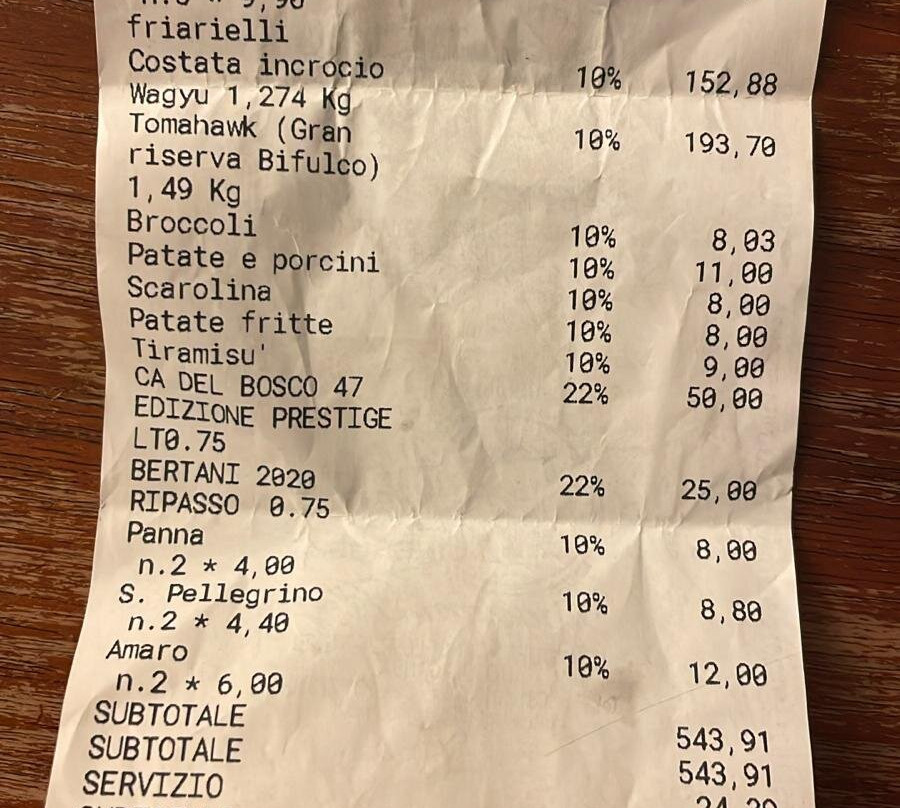 friarielli
Costata incrocio 10% 152,88
Wagyu 1,274 Kg
Tomahawk (Gran 10% 193,70
riserva Bifulco)
1,49 Kg
Broccoli 10% 8,03
Patate e porcini 10% 11,00
Scarolina 10% 8,00
Patate fritte 10% 8,00
Tiramisu' 10% 9,00
CA DEL BOSCO 47 22% 50,00
EDIZIONE PRESTIGE
LT0.75
BERTANI 2020 22% 25,00
RIPASSO 0.75
Panna 10% 8,00
n.2 * 4,00
S. Pellegrino 10% 8,80
n.2 * 4,40
Amaro 10% 12,00
n.2 * 6,00
SUBTOTALE 543,91
SUBTOTALE 543,91
SERVIZIO